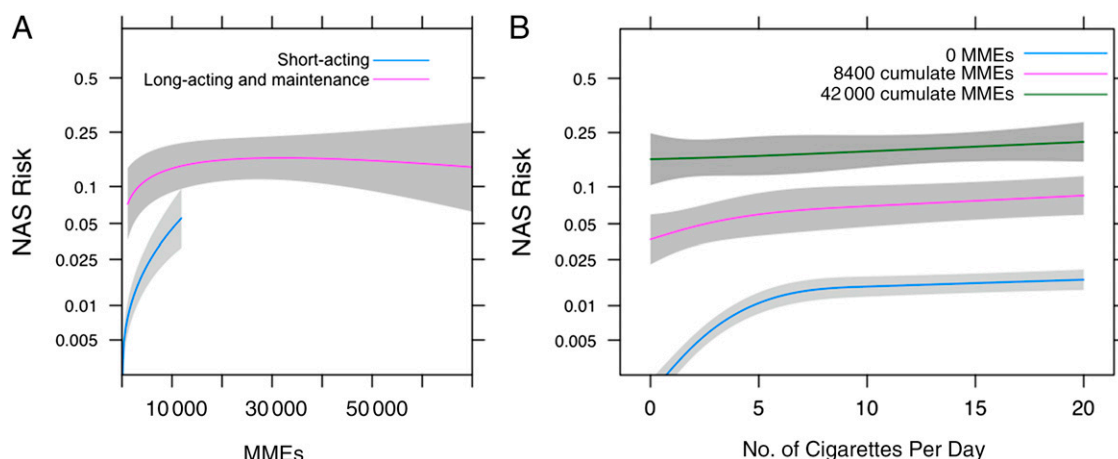 A
Short-acting
Long-acting and maintenance
NAS Risk
0.5
0.25
0.1
0.05
0.025
0.01
0.005
10 000
30 000
50 000
MMEs
B
0 MMEs
8400 cumulate MMEs
42 000 cumulate MMEs
NAS Risk
0.5
0.25
0.1
0.05
0.025
0.01
0.005
0
5
10
15
20
No. of Cigarettes Per Day